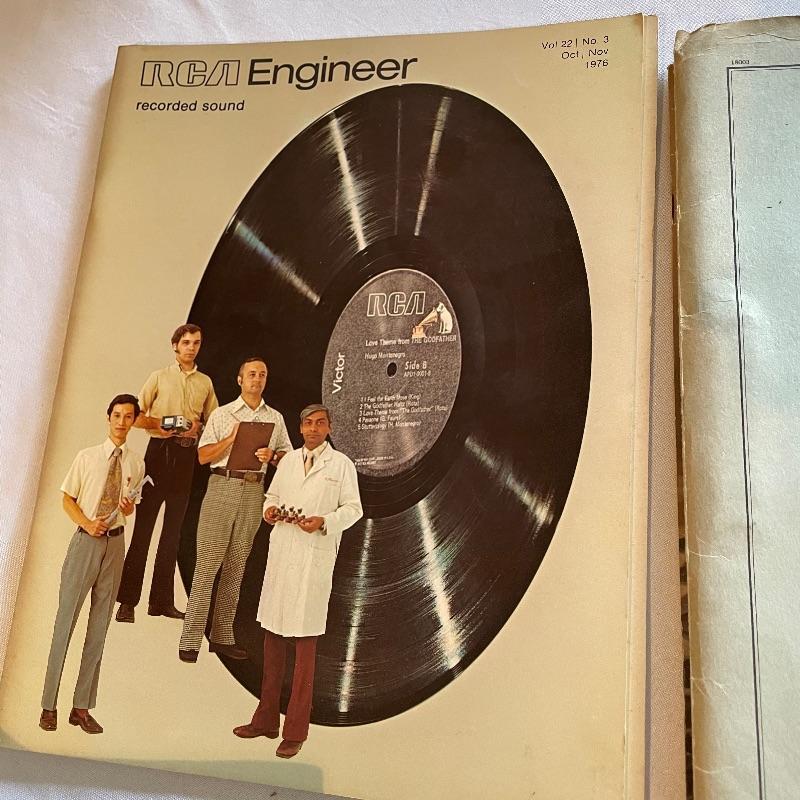 RCA Engineer
Vol 22 | No. 3
Oct, Nov
1976
recorded sound
RCA
Love Theme from THE GODFATHER
Hugo Montenegro
Victor
Side B
1 I Feel the Earth Move (King)
2 The Godfather Waltz (Rota)
3 Love Theme from "The Godfather" (Rota)
4 Pavanne (G. Faure)
5 Stutterology (H. Montenegro)